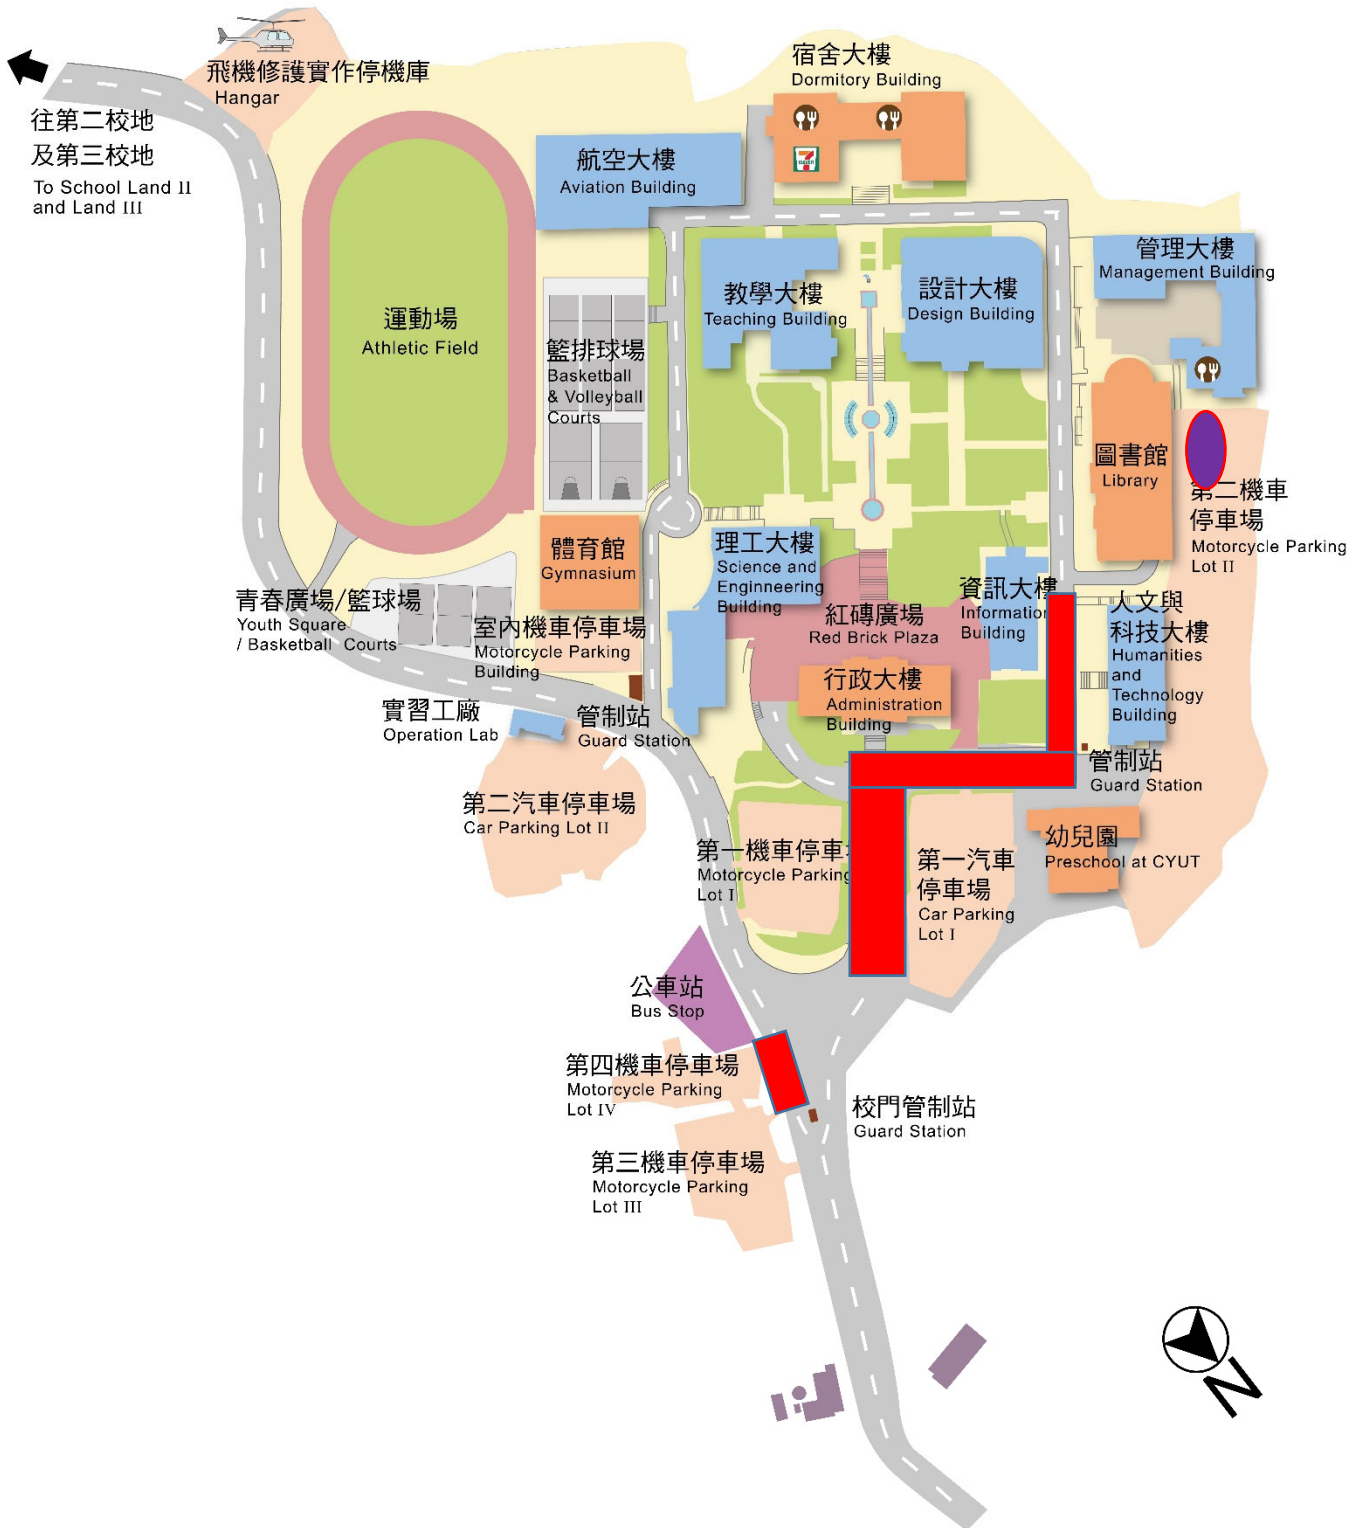 飛機修護實作停機庫
Hangar
往第二校地
及第三校地
To School Land II
and Land III
宿舍大樓
Dormitory Building
航空大樓
Aviation Building
管理大樓
Management Building
教學大樓
Teaching Building
設計大樓
Design Building
運動場
Athletic Field
籃排球場
Basketball
& Volleyball
Courts
圖書館
Library
第二機車
停車場
Motorcycle Parking
Lot II
體育館
Gymnasium
理工大樓
Science and
Enginneering
Building
青春廣場/籃球場
Youth Square
/ Basketball Courts
室內機車停車場
Motorcycle Parking
Building
紅磚廣場
Red Brick Plaza
資訊大樓
Information
Building
人文與
科技大樓
Humanities
and
Technology
Building
行政大樓
Administration
Building
實習工廠
Operation Lab
管制站
Guard Station
管制站
Guard Station
第二汽車停車場
Car Parking Lot II
第一機車停車場
Motorcycle Parking
Lot I
第一汽車
停車場
Car Parking
Lot I
幼兒園
Preschool at CYUT
公車站
Bus Stop
第四機車停車場
Motorcycle Parking
Lot IV
校門管制站
Guard Station
第三機車停車場
Motorcycle Parking
Lot III
N